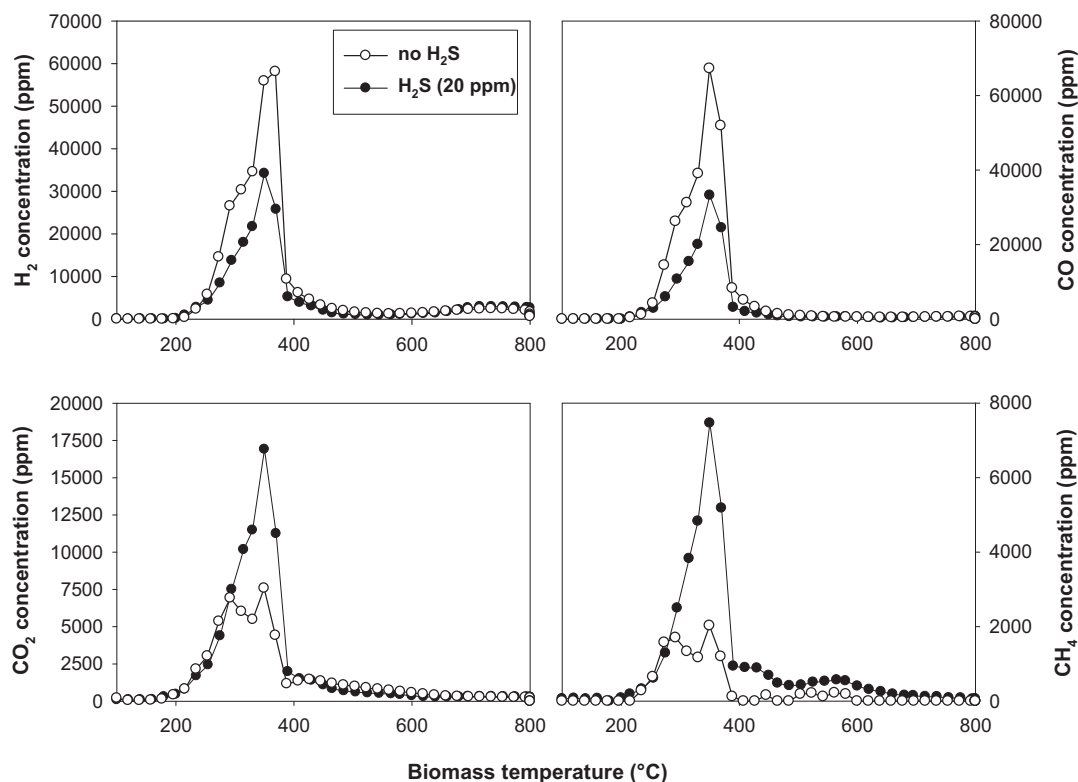 70000
60000
50000
40000
30000
20000
10000
0
H₂ concentration (ppm)
no H₂S
H₂S (20 ppm)
200 400 600 800
80000
60000
40000
20000
0
CO concentration (ppm)
200 400 600 800
20000
17500
15000
12500
10000
7500
5000
2500
0
CO₂ concentration (ppm)
200 400 600 800
8000
6000
4000
2000
0
CH₄ concentration (ppm)
200 400 600 800
Biomass temperature (°C)